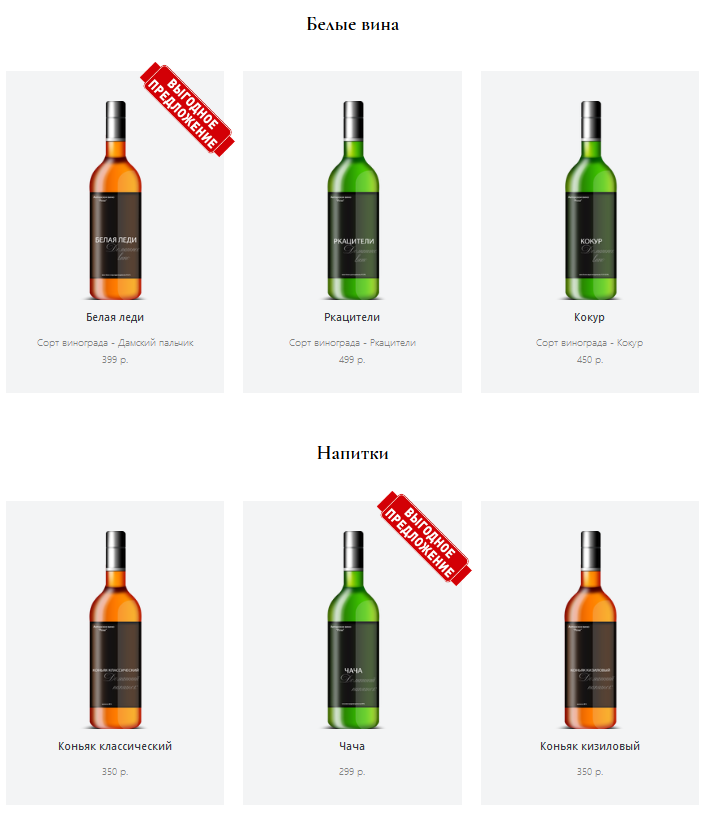 Белые вина
ВЫГОДНОЕ
ПРЕДЛОЖЕНИЕ
БЕЛАЯ ЛЕДИ
РКАЦИТЕЛИ
КОКУР
Белая леди
Ркацители
Кокур
Сорт винограда - Дамский пальчик
Сорт винограда - Ркацители
Сорт винограда - Кокур
399 р.
499 р.
450 р.
Напитки
ВЫГОДНОЕ
ПРЕДЛОЖЕНИЕ
КОНЬЯК КЛАССИЧЕСКИЙ
ЧАЧА
КОНЬЯК КИЗИЛОВЫЙ
Коньяк классический
Чача
Коньяк кизиловый
350 р.
299 р.
350 р.